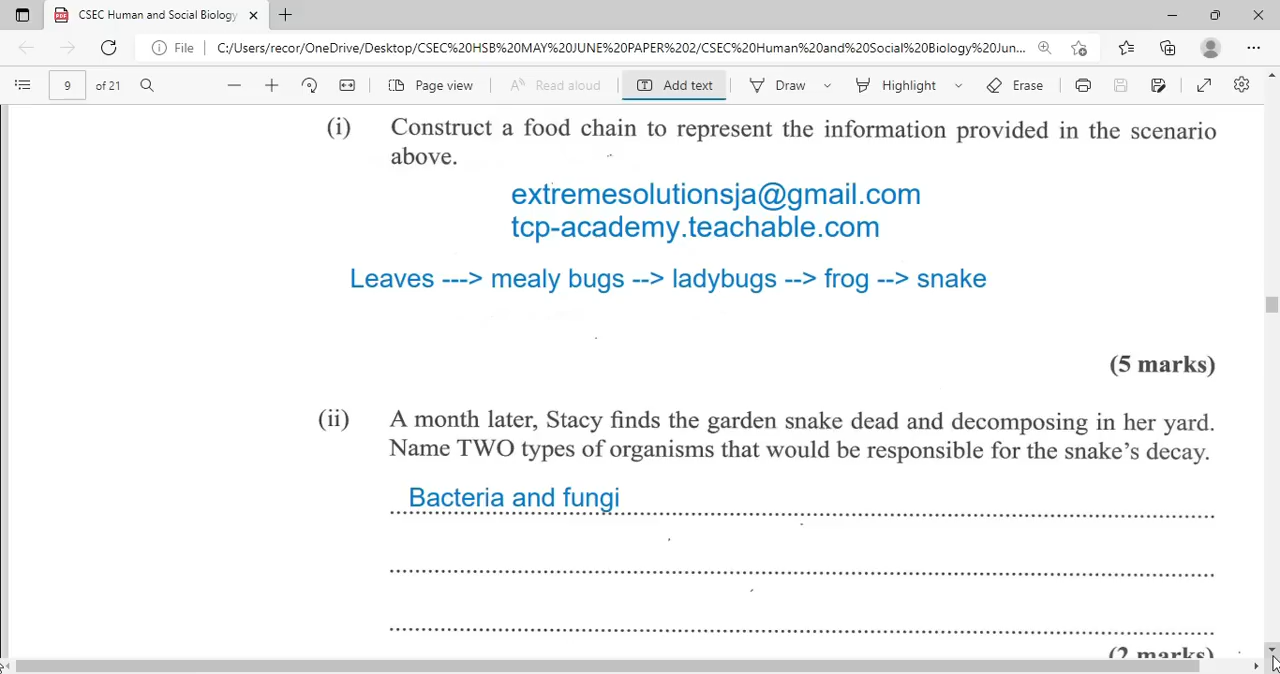 CSEC Human and Social Biology
File
C:/Users/recor/OneDrive/Desktop/CSEC%20HSB%20MAY%20JUNE%20PAPER%202/CSEC%20Human%20and%20Social%20Biology%20Jun...
9 of 21
Page view
Read aloud
Add text
Draw
Highlight
Erase
(i) Construct a food chain to represent the information provided in the scenario
above.
extremesolutionsja@gmail.com
tcp-academy.teachable.com
Leaves ---> mealy bugs --> ladybugs --> frog --> snake
(5 marks)
(ii) A month later, Stacy finds the garden snake dead and decomposing in her yard.
Name TWO types of organisms that would be responsible for the snake's decay.
Bacteria and fungi
(2 marks)